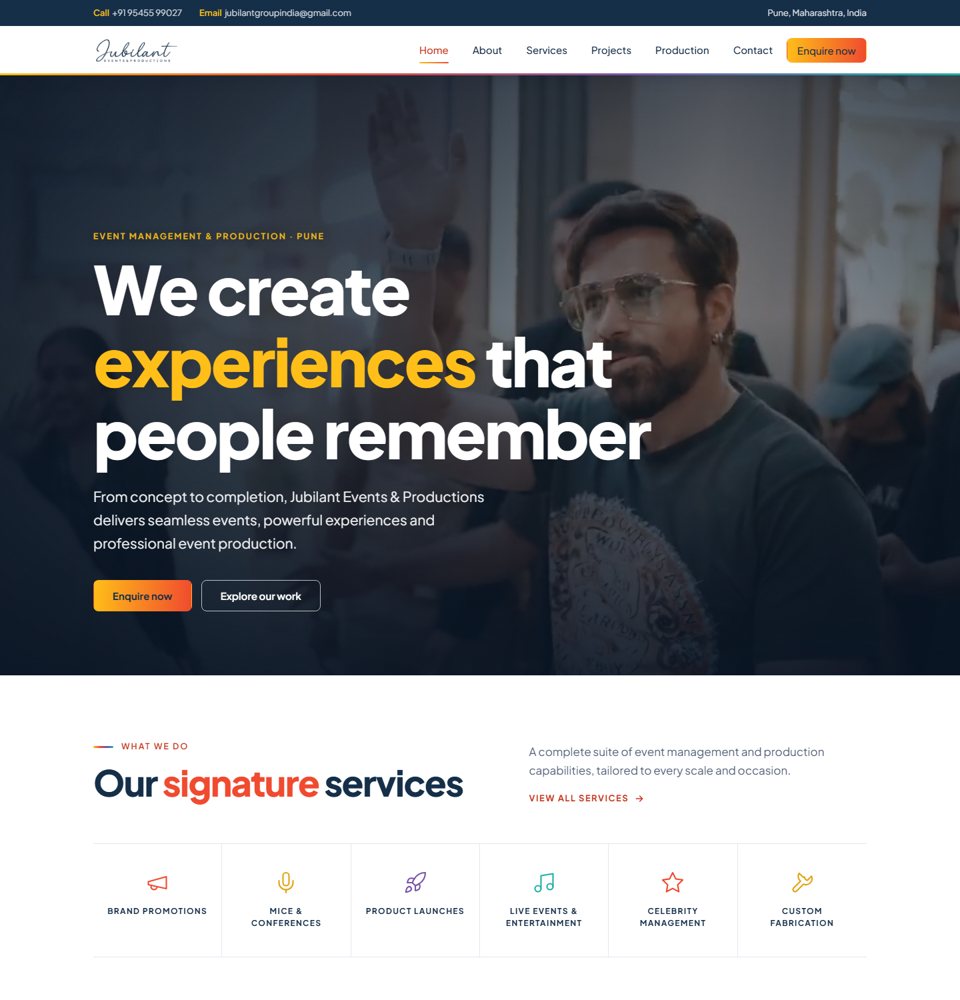 Call +91 95455 99027 Email jubilantgroupindia@gmail.com Pune, Maharashtra, India
Jubilant
EVENTS & PRODUCTIONS
Home About Services Projects Production Contact Enquire now
EVENT MANAGEMENT & PRODUCTION · PUNE
We create
experiences that
people remember
From concept to completion, Jubilant Events & Productions
delivers seamless events, powerful experiences and
professional event production.
Enquire now Explore our work
WHAT WE DO
Our signature services
A complete suite of event management and production
capabilities, tailored to every scale and occasion.
VIEW ALL SERVICES →
BRAND PROMOTIONS
MICE &
CONFERENCES
PRODUCT LAUNCHES
LIVE EVENTS &
ENTERTAINMENT
CELEBRITY
MANAGEMENT
CUSTOM
FABRICATION